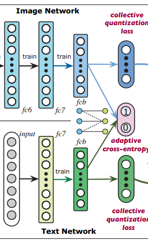 Image Network
collective
quantization
loss
train
train
fcb
fc6
fc7
input
fc7
fcb
adaptive
cross-entropy
Text Network
collective
quantization
loss